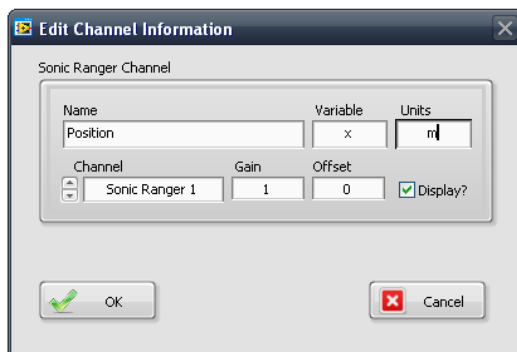 Edit Channel Information
Sonic Ranger Channel
Name Variable Units
Position x m
Channel Gain Offset
Sonic Ranger 1 1 0 Display?
OK Cancel